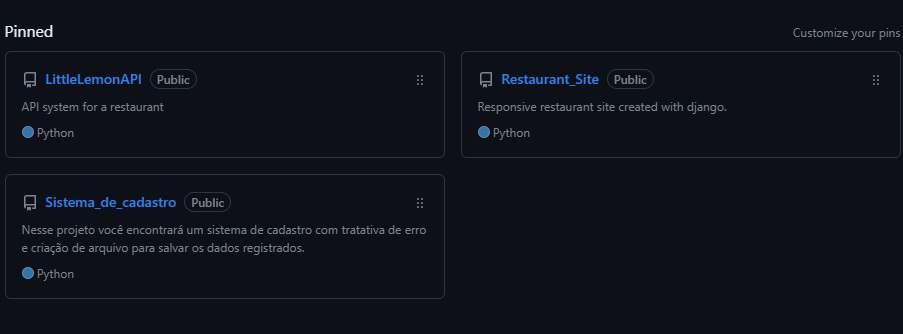 Pinned
Customize your pins
LittleLemonAPI Public
API system for a restaurant
Python
Restaurant_Site Public
Responsive restaurant site created with django.
Python
Sistema_de_cadastro Public
Nesse projeto você encontrará um sistema de cadastro com tratativa de erro
e criação de arquivo para salvar os dados registrados.
Python